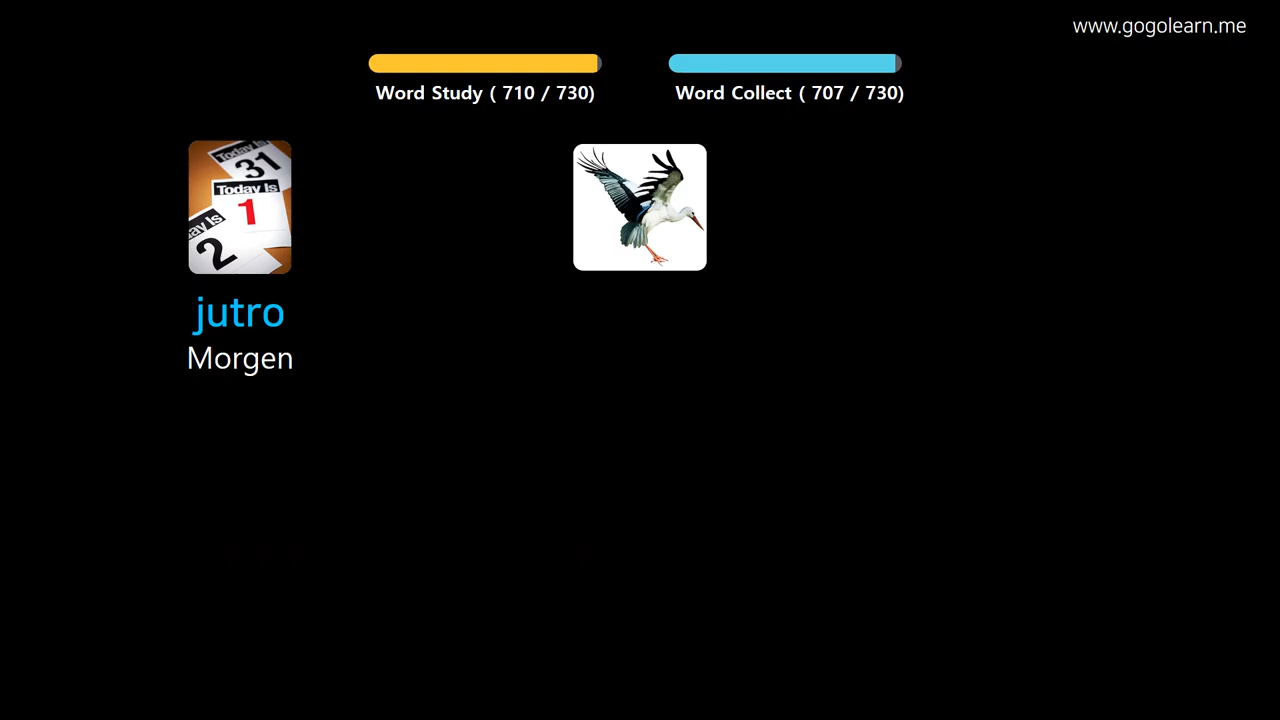 www.gogolearn.me
Word Study ( 710 / 730)
Word Collect ( 707 / 730)
Today Is
31
Today Is
1
ay Is
2
jutro
Morgen